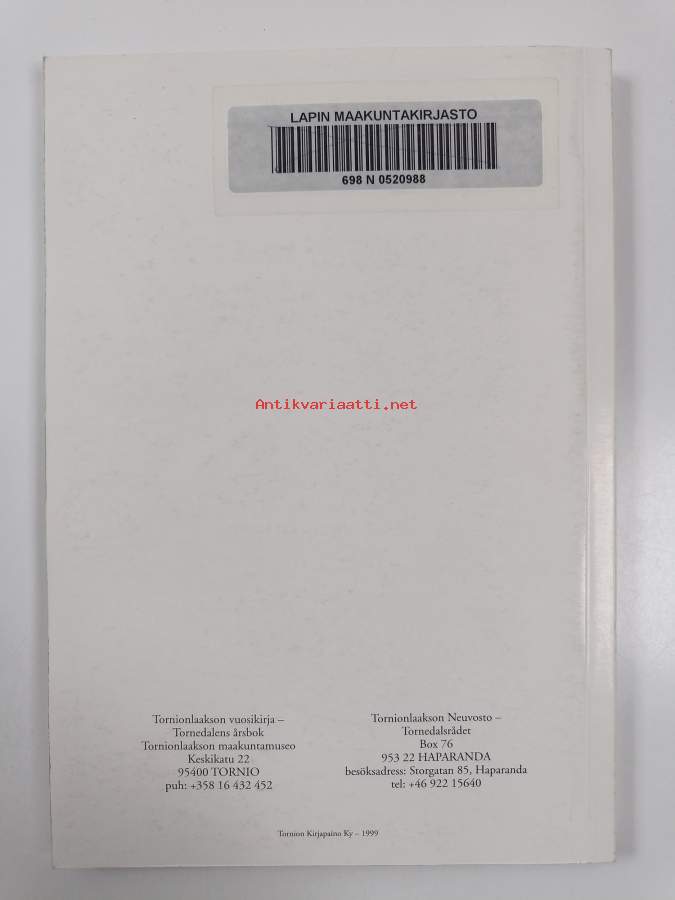 LAPIN MAAKUNTAKIRJASTO
698 N 0520988
Antikvariaatti.net
Tornionlaakson vuosikirja –
Tornedalens årsbok
Tornionlaakson maakuntamuseo
Keskikatu 22
95400 TORNIO
puh: +358 16 432 452
Tornionlaakson Neuvosto –
Tornedalsrådet
Box 76
953 22 HAPARANDA
besöksadress: Storgatan 85, Haparanda
tel: +46 922 15640
Tornion Kirjapaino Ky – 1999